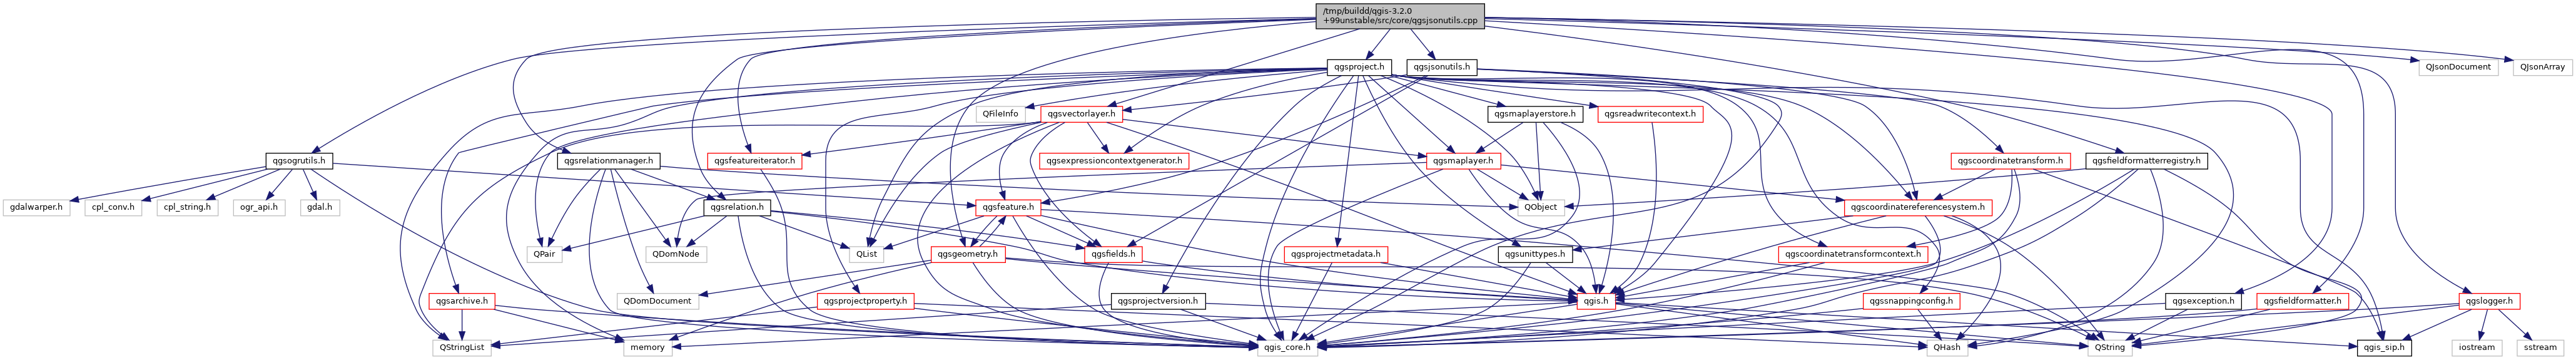 /tmp/buildd/qgis-3.2.0
+99unstable/src/core/qgsjsonutils.cpp
qgsproject.h
qgsjsonutils.h
QJsonDocument
QJsonArray
QFileInfo
qgsvectorlayer.h
qgsmaplayerstore.h
qgsreadwritecontext.h
qgsogrutils.h
qgsrelationmanager.h
qgsfeatureiterator.h
qgsexpressioncontextgenerator.h
qgsmaplayer.h
qgscoordinatetransform.h
qgsfieldformatterregistry.h
gdalwarper.h
cpl_conv.h
cpl_string.h
ogr_api.h
gdal.h
qgsrelation.h
qgsfeature.h
QObject
qgscoordinatereferencesystem.h
QPair
QDomNode
QList
qgsgeometry.h
qgsfields.h
qgsprojectmetadata.h
qgsunittypes.h
qgscoordinatetransformcontext.h
qgsarchive.h
QDomDocument
qgsprojectproperty.h
qgsprojectversion.h
qgis.h
qgssnappingconfig.h
qgsexception.h
qgsfieldformatter.h
qgslogger.h
QStringList
memory
qgis_core.h
QHash
QString
qgis_sip.h
iostream
sstream